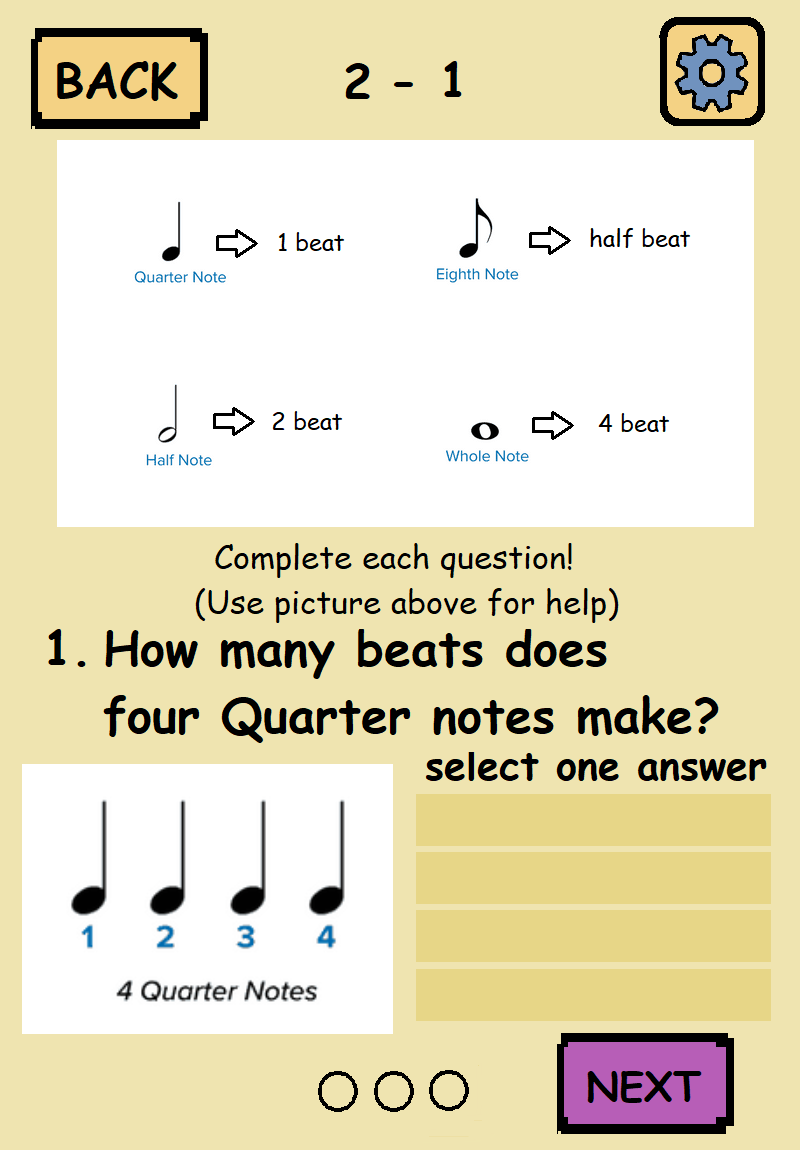 BACK
2 - 1
1 beat
Quarter Note
half beat
Eighth Note
2 beat
Half Note
4 beat
Whole Note
Complete each question!
(Use picture above for help)
1. How many beats does
four Quarter notes make?
select one answer
1 2 3 4
4 Quarter Notes
NEXT